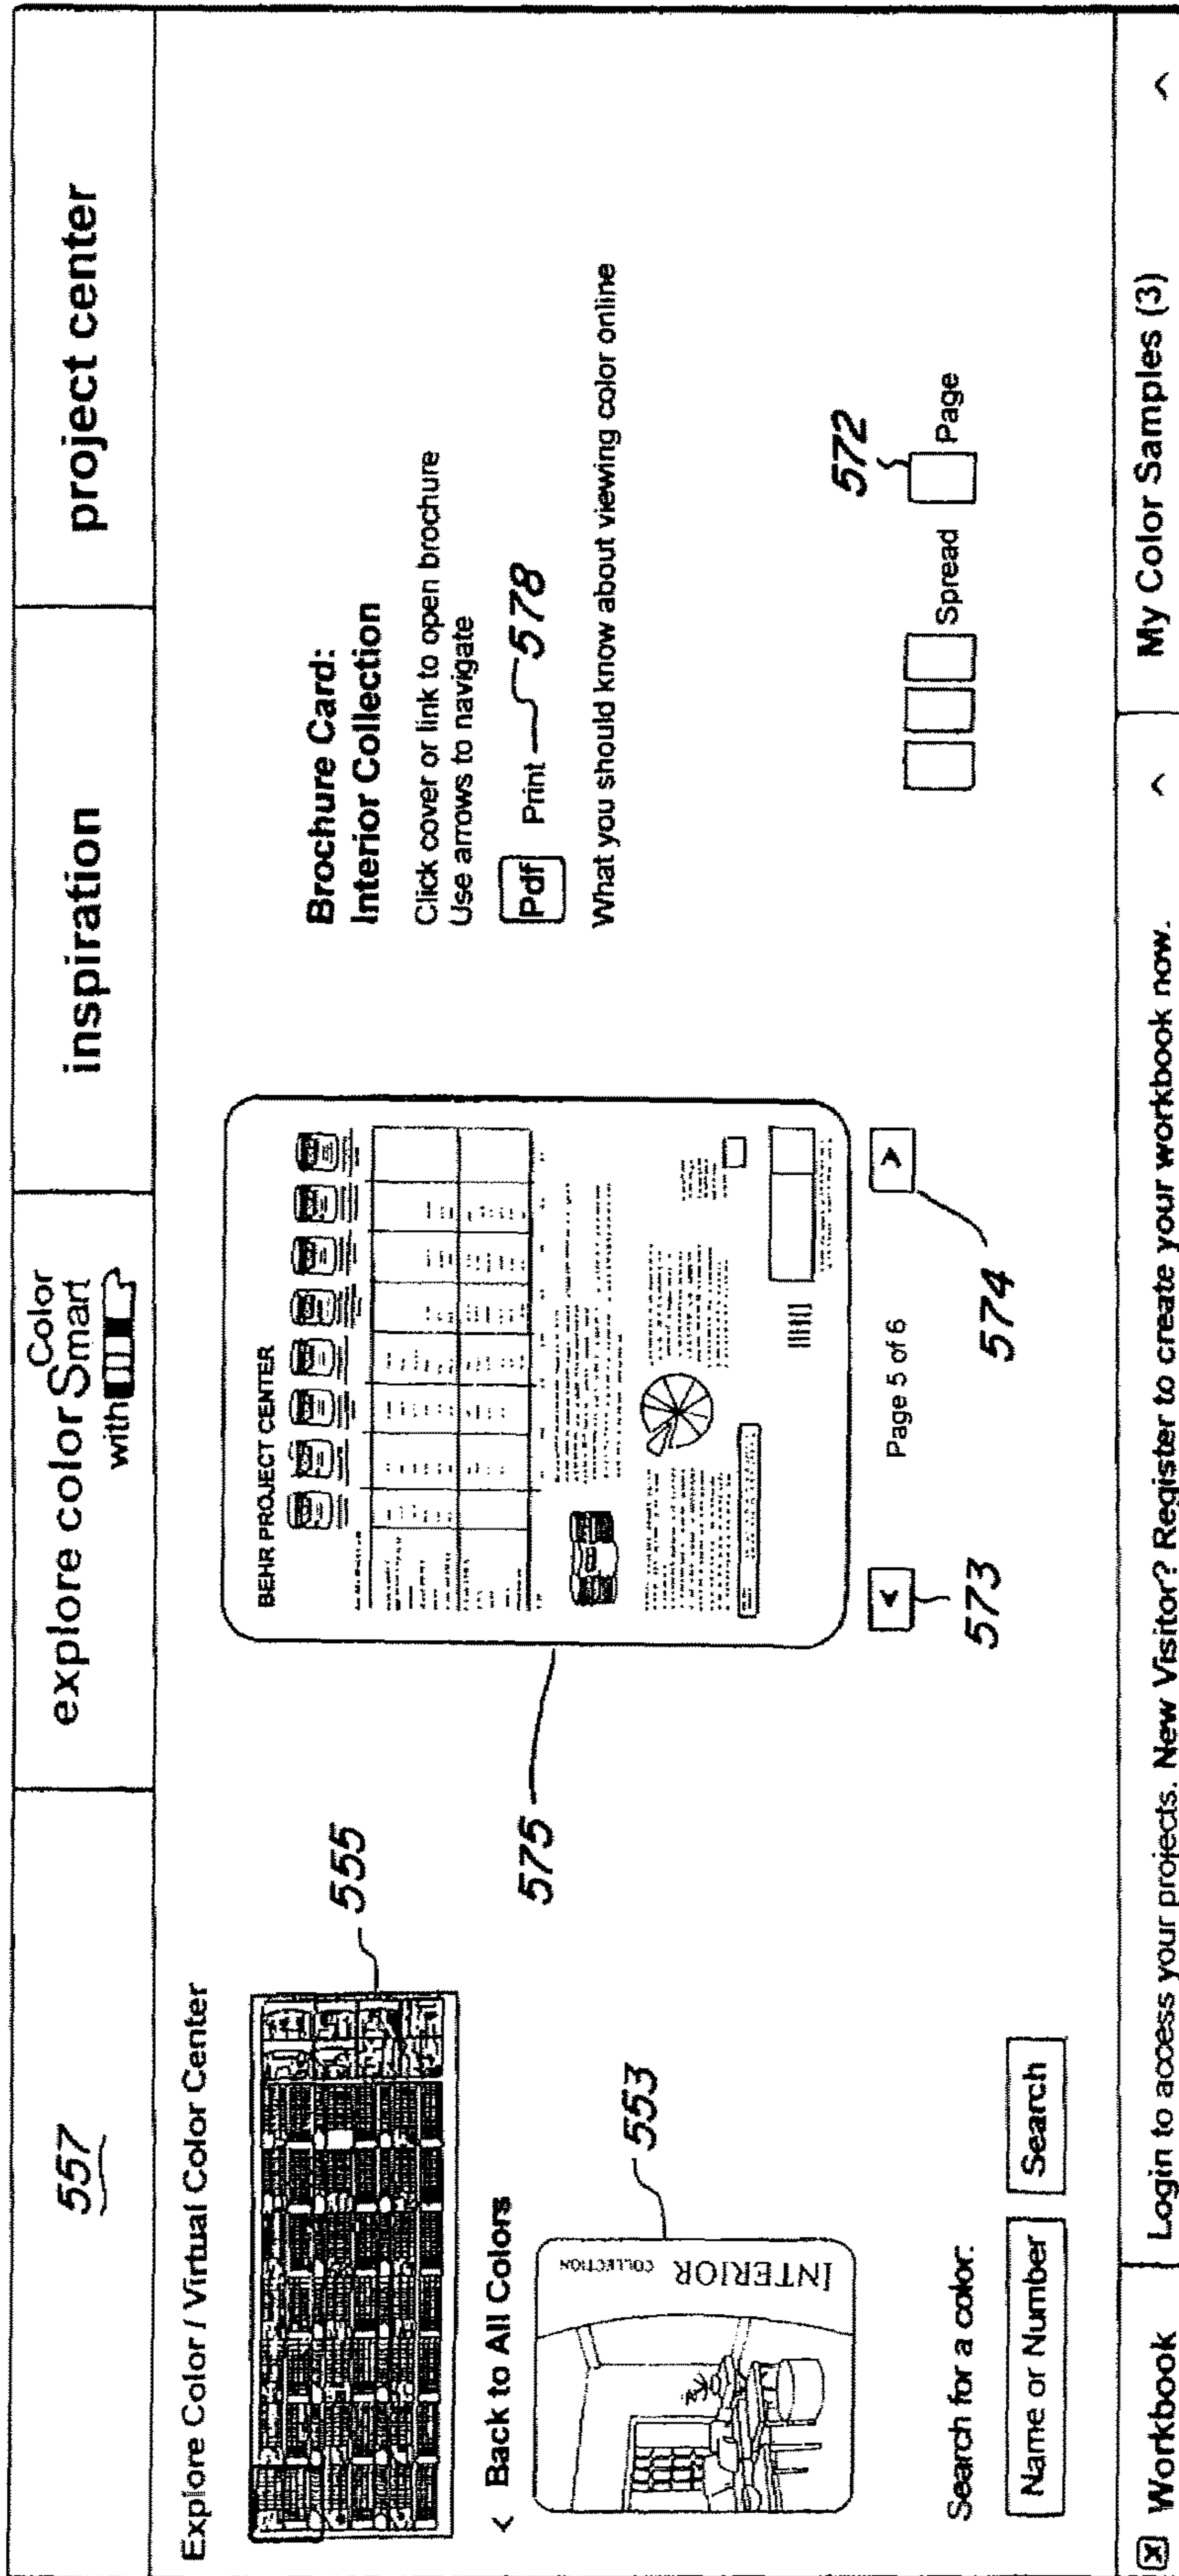 557
explore color
with
Color
Smart
inspiration
project center
Explore Color / Virtual Color Center
555
< Back to All Colors
INTERIOR
COLLECTION
553
Search for a color:
Name or Number
Search
575
BEHR PROJECT CENTER
<
Page 5 of 6
>
573
574
Brochure Card:
Interior Collection
Click cover or link to open brochure
Use arrows to navigate
Pdf
Print
578
What you should know about viewing color online
572
Spread
Page
X Workbook
Login to access your projects. New Visitor? Register to create your workbook now. ^
My Color Samples (3) ^